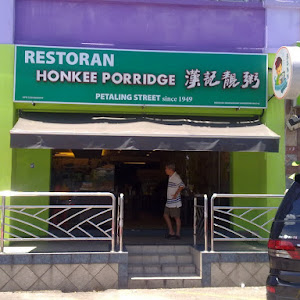 RESTORAN
HONKEE PORRIDGE 漢記靚粥
PETALING STREET since 1949